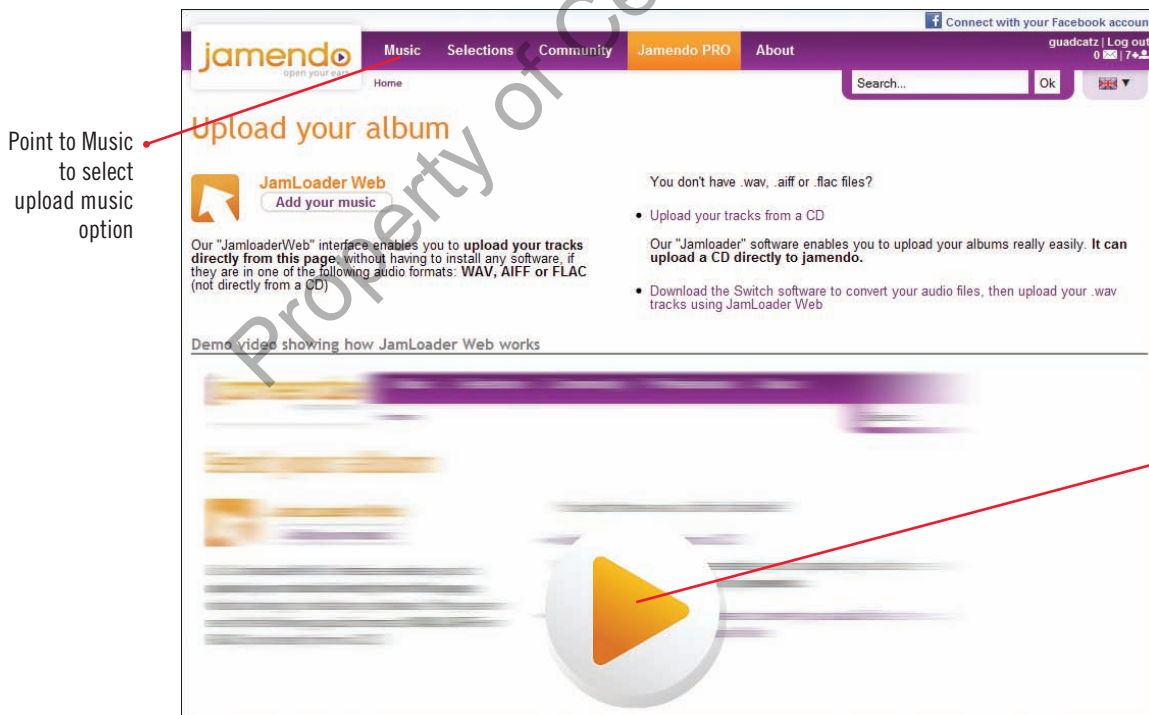 Connect with your Facebook accoun
jamendo
open your ears
Music Selections Community Jamendo PRO About
guadcatz | Log out
0 | 7+
Home
Search... Ok
Upload your album
Point to Music
to select
upload music
option
JamLoader Web
Add your music
Our "JamloaderWeb" interface enables you to upload your tracks
directly from this page, without having to install any software, if
they are in one of the following audio formats: WAV, AIFF or FLAC
(not directly from a CD)
You don't have .wav, .aiff or .flac files?
• Upload your tracks from a CD
Our "Jamloader" software enables you to upload your albums really easily. It can
upload a CD directly to jamendo.
• Download the Switch software to convert your audio files, then upload your .wav
tracks using JamLoader Web
Demo video showing how JamLoader Web works
Property of Ce